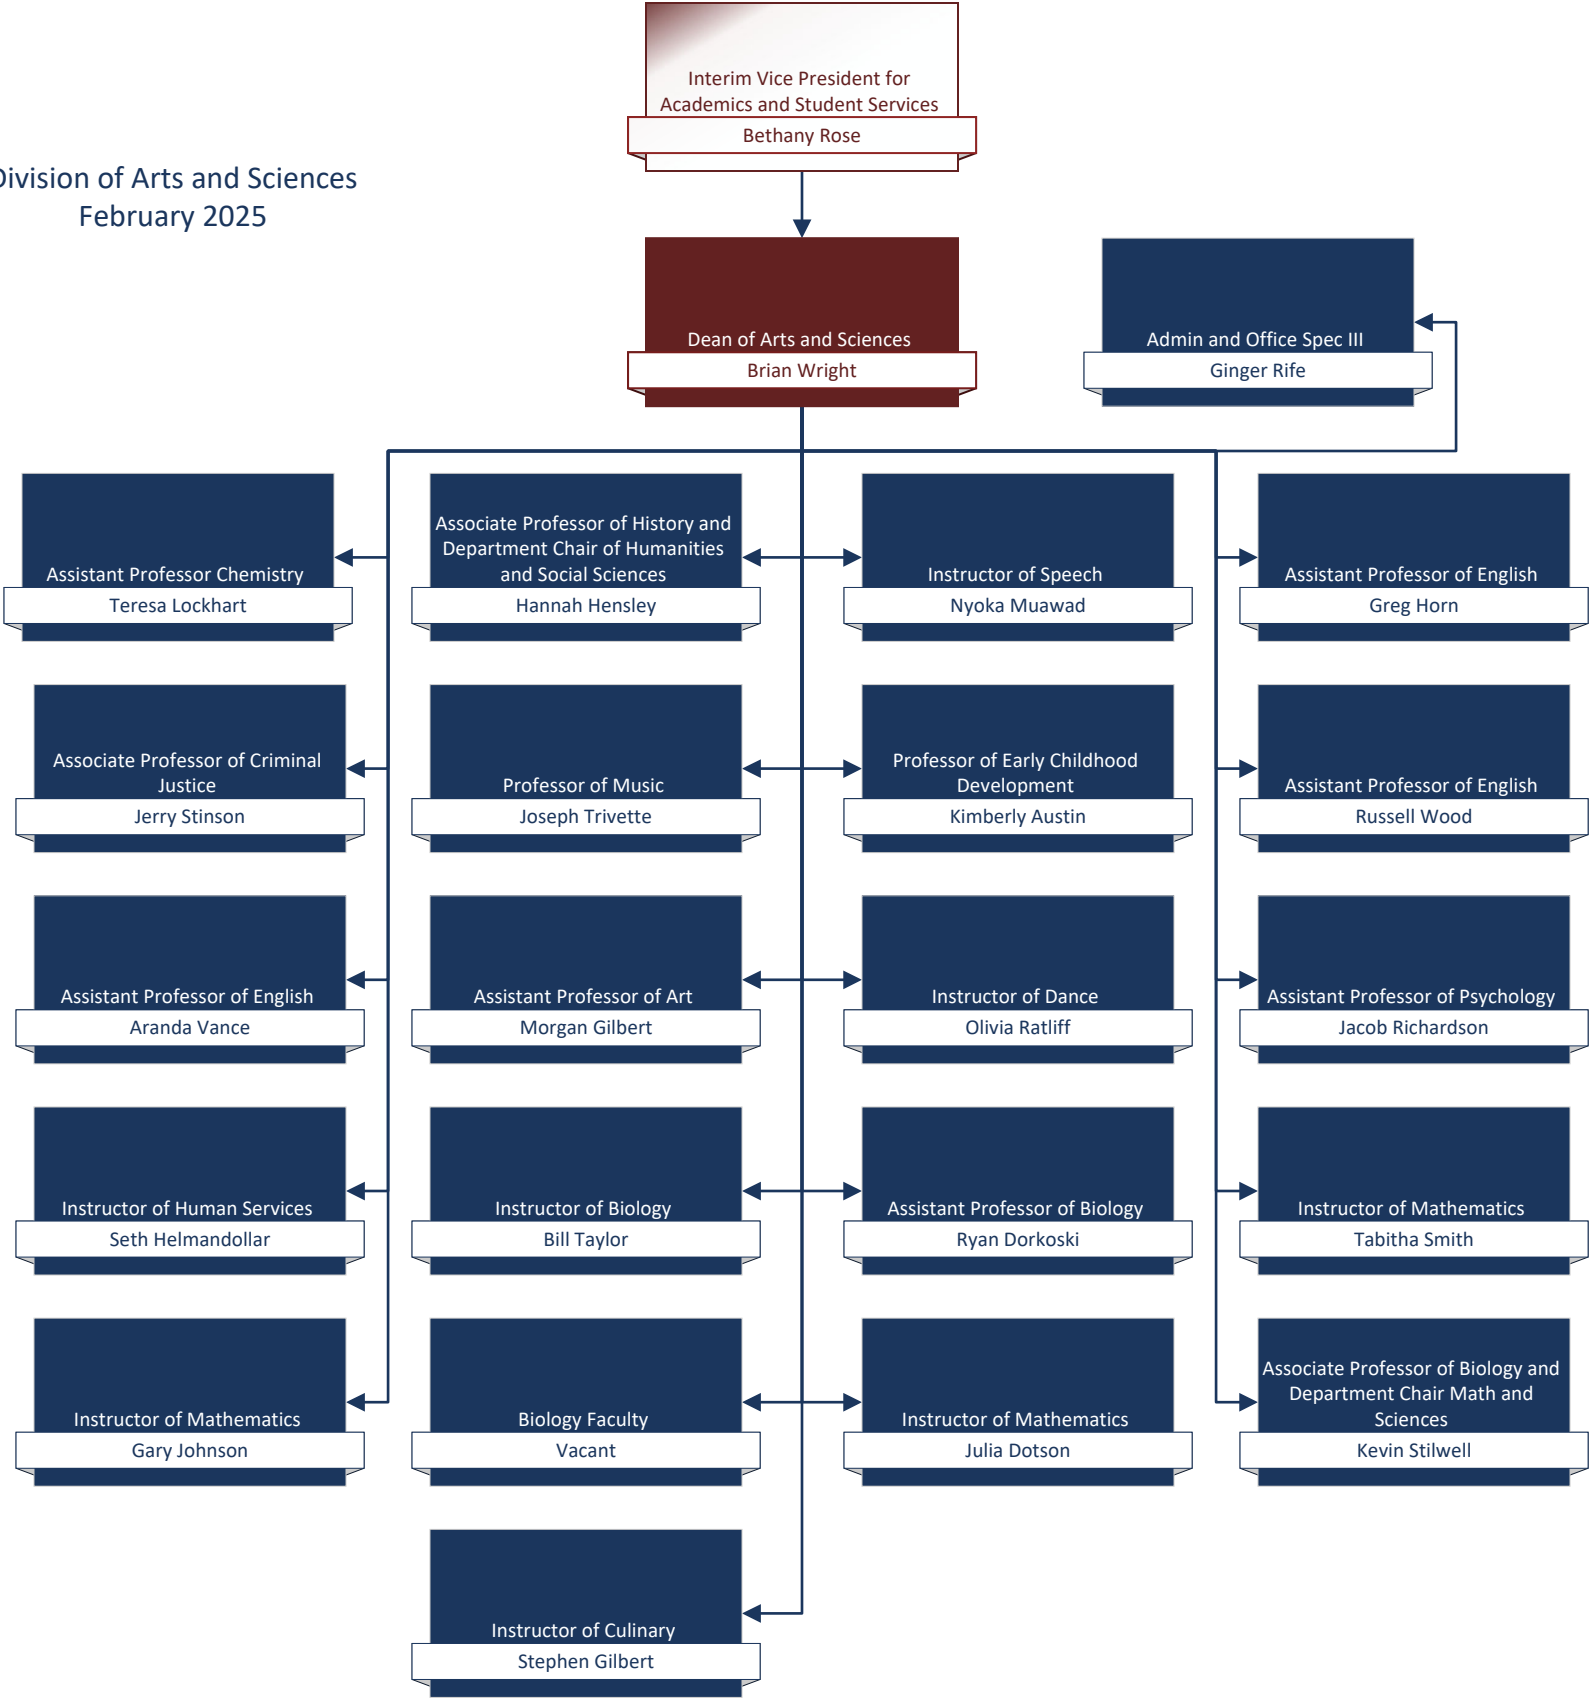 Interim Vice President for
Academics and Student Services
Bethany Rose
Division of Arts and Sciences
February 2025
Dean of Arts and Sciences
Brian Wright
Admin and Office Spec III
Ginger Rife
Assistant Professor Chemistry
Teresa Lockhart
Associate Professor of History and
Department Chair of Humanities
and Social Sciences
Hannah Hensley
Instructor of Speech
Nyoka Muawad
Assistant Professor of English
Greg Horn
Associate Professor of Criminal
Justice
Jerry Stinson
Professor of Music
Joseph Trivette
Professor of Early Childhood
Development
Kimberly Austin
Assistant Professor of English
Russell Wood
Assistant Professor of English
Aranda Vance
Assistant Professor of Art
Morgan Gilbert
Instructor of Dance
Olivia Ratliff
Assistant Professor of Psychology
Jacob Richardson
Instructor of Human Services
Seth Helmandollar
Instructor of Biology
Bill Taylor
Assistant Professor of Biology
Ryan Dorkoski
Instructor of Mathematics
Tabitha Smith
Instructor of Mathematics
Gary Johnson
Biology Faculty
Vacant
Instructor of Mathematics
Julia Dotson
Associate Professor of Biology and
Department Chair Math and
Sciences
Kevin Stilwell
Instructor of Culinary
Stephen Gilbert